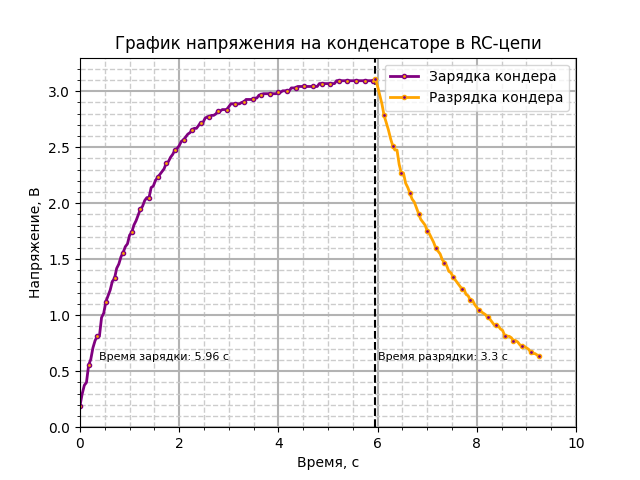 График напряжения на конденсаторе в RC-цепи
Зарядка кондера
Разрядка кондера
Напряжение, В
3.0
2.5
2.0
1.5
1.0
0.5
0.0
Время зарядки: 5.96 с
Время разрядки: 3.3 с
0 2 4 6 8 10
Время, с